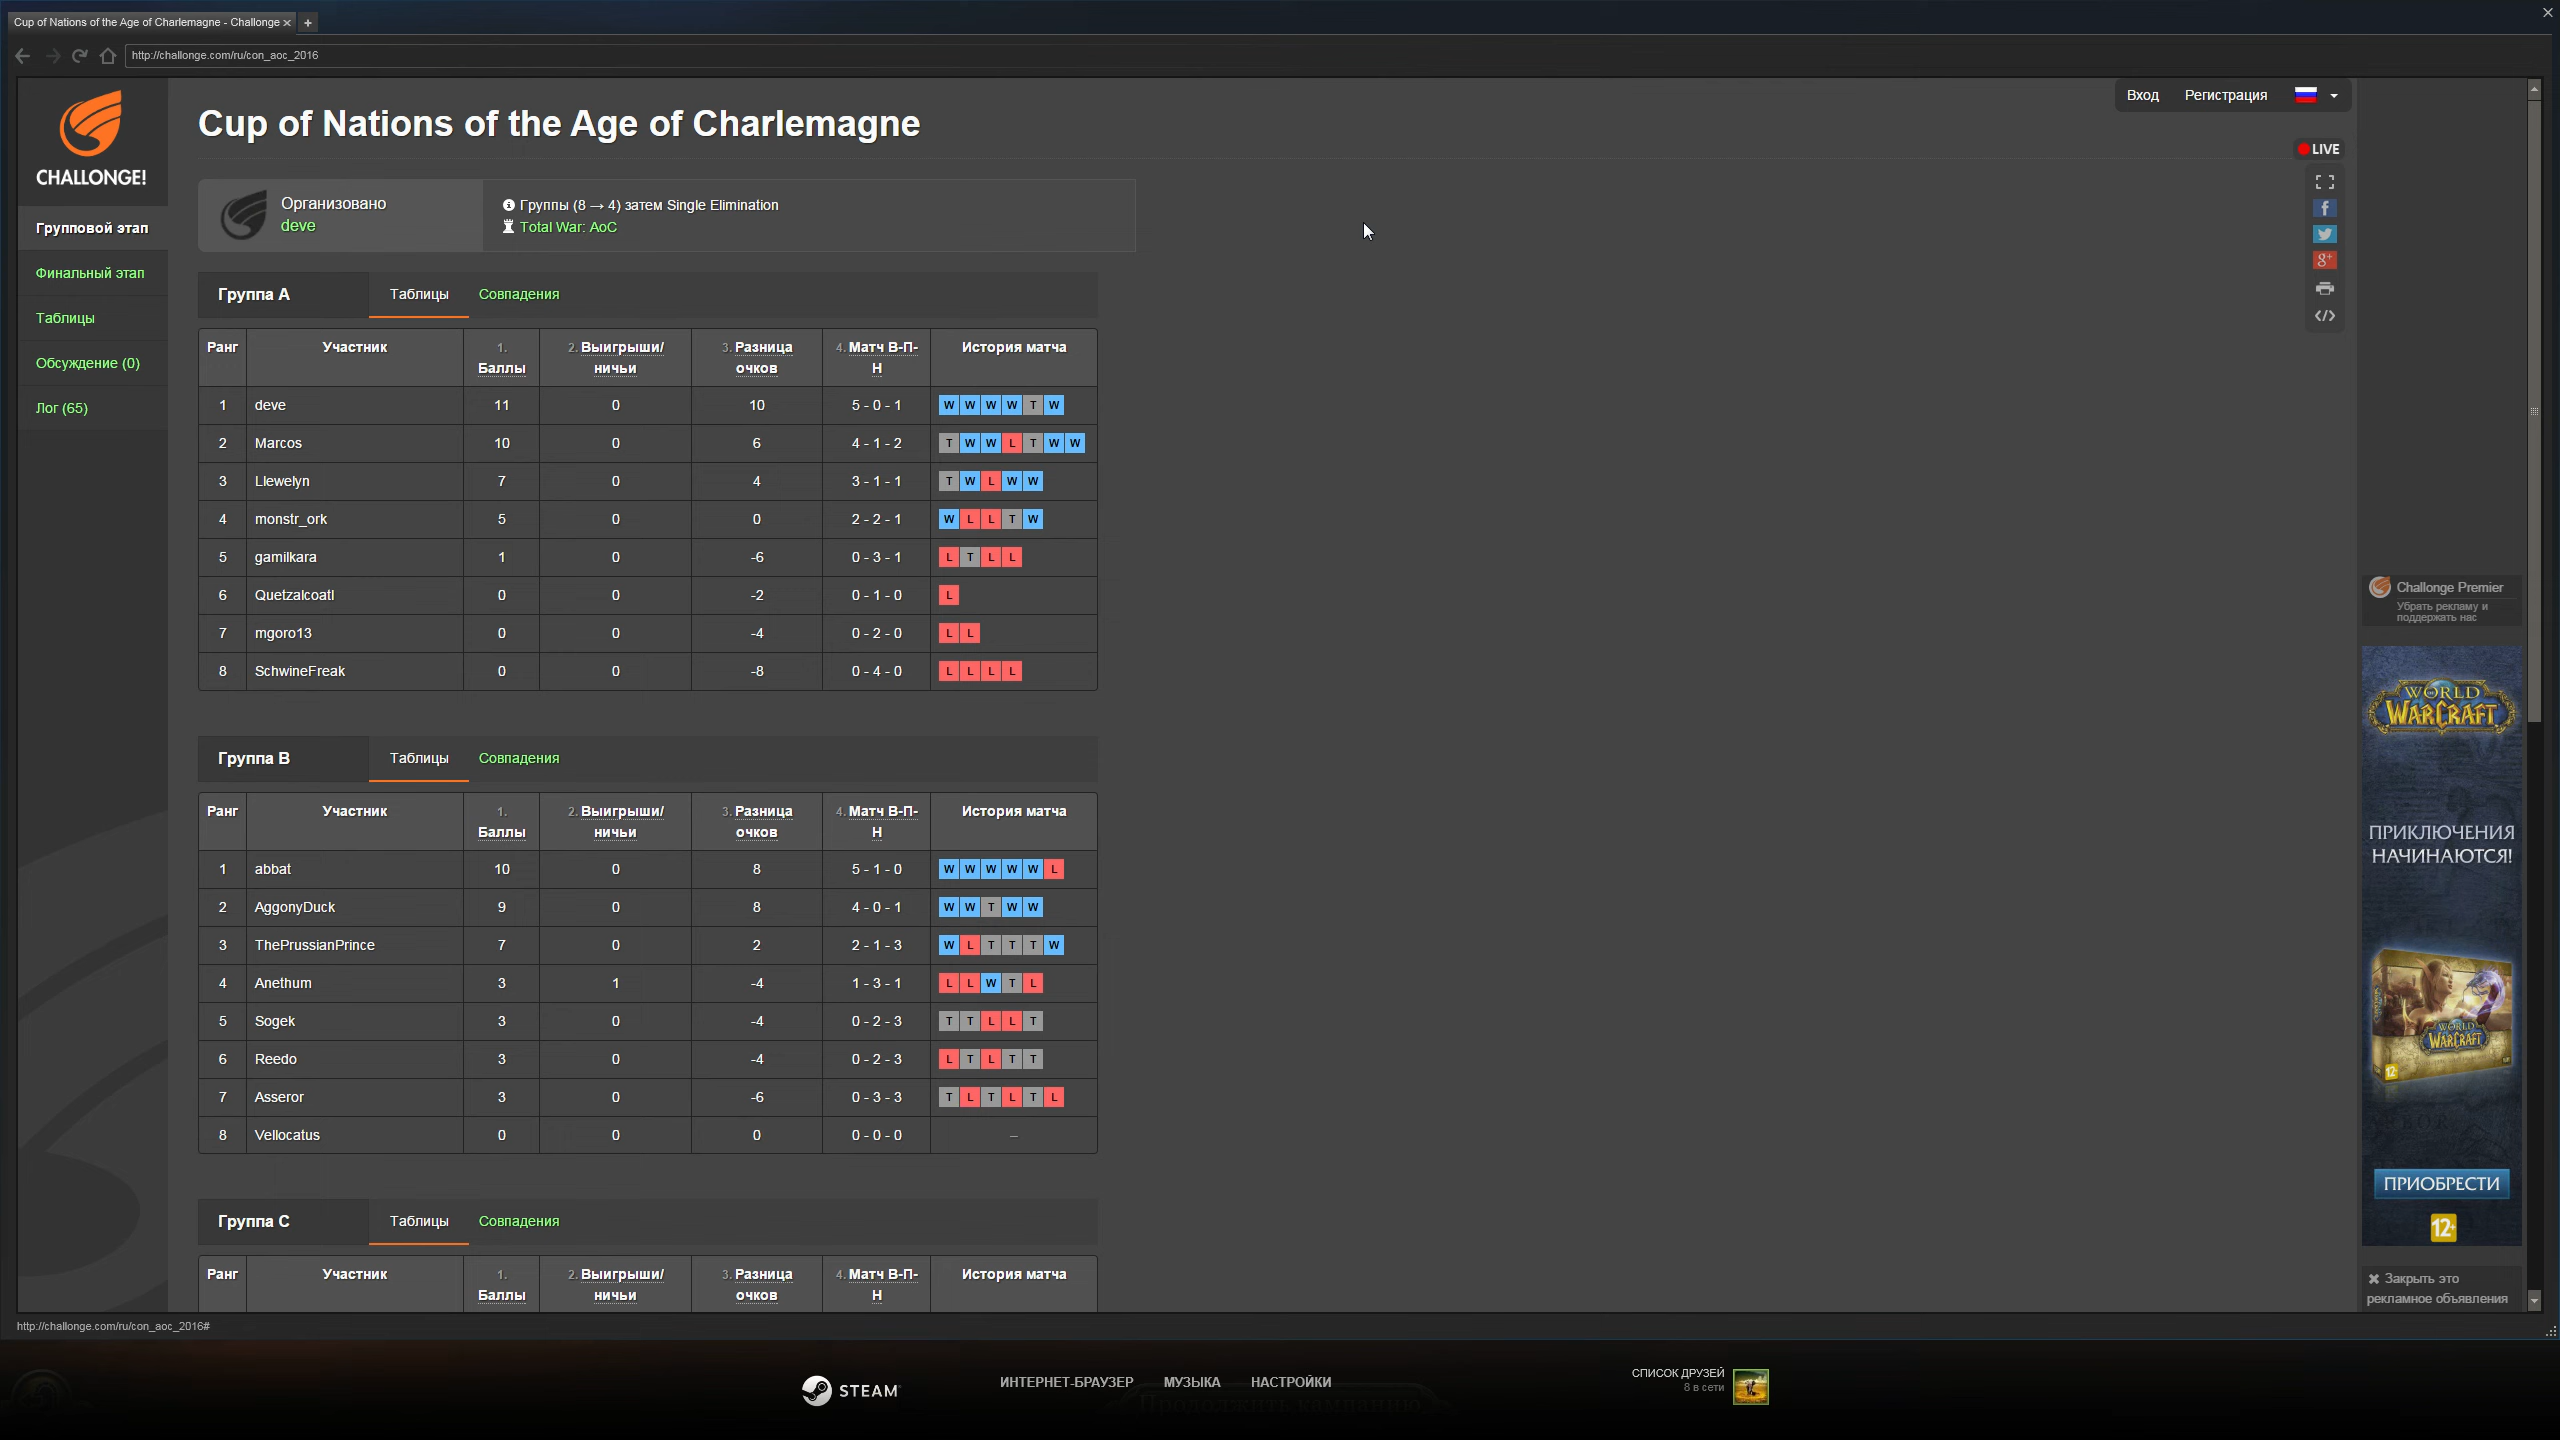 Cup of Nations of the Age of Charlemagne - Challonge
http://challonge.com/ru/con_aoc_2016
CHALLONGE!
Групповой этап
Финальный этап
Таблицы
Обсуждение (0)
Лог (65)
Вход Регистрация
LIVE
Cup of Nations of the Age of Charlemagne
Организовано
deve
Группы (8 → 4) затем Single Elimination
Total War: AoC
Группа A Таблицы Совпадения
Ранг Участник 1. Баллы 2. Выигрыши/ничьи 3. Разница очков 4. Матч В-П-Н История матча
1 deve 11 0 10 5 - 0 - 1 W W W W T W
2 Marcos 10 0 6 4 - 1 - 2 T W W L T W W
3 Llewelyn 7 0 4 3 - 1 - 1 T W L W W
4 monstr_ork 5 0 0 2 - 2 - 1 W L L T W
5 gamilkara 1 0 -6 0 - 3 - 1 L T L L
6 Quetzalcoatl 0 0 -2 0 - 1 - 0 L
7 mgoro13 0 0 -4 0 - 2 - 0 L L
8 SchwineFreak 0 0 -8 0 - 4 - 0 L L L L
Группа B Таблицы Совпадения
Ранг Участник 1. Баллы 2. Выигрыши/ничьи 3. Разница очков 4. Матч В-П-Н История матча
1 abbat 10 0 8 5 - 1 - 0 W W W W W L
2 AggonyDuck 9 0 8 4 - 0 - 1 W W T W W
3 ThePrussianPrince 7 0 2 2 - 1 - 3 W L T T T W
4 Anethum 3 1 -4 1 - 3 - 1 L L W T L
5 Sogek 3 0 -4 0 - 2 - 3 T T L L T
6 Reedo 3 0 -4 0 - 2 - 3 L T L T T
7 Asseror 3 0 -6 0 - 3 - 3 T L T L T L
8 Vellocatus 0 0 0 0 - 0 - 0 –
Группа C Таблицы Совпадения
Ранг Участник 1. Баллы 2. Выигрыши/ничьи 3. Разница очков 4. Матч В-П-Н История матча
Challonge Premier
Убрать рекламу и
поддержать нас
WORLD
WARCRAFT
ПРИКЛЮЧЕНИЯ
НАЧИНАЮТСЯ!
WORLD
WARCRAFT
12+
ПРИОБРЕСТИ
12+
Закрыть это
рекламное объявления
http://challonge.com/ru/con_aoc_2016#
STEAM
ИНТЕРНЕТ-БРАУЗЕР МУЗЫКА НАСТРОЙКИ
СПИСОК ДРУЗЕЙ
8 в сети
Продолжить кампанию